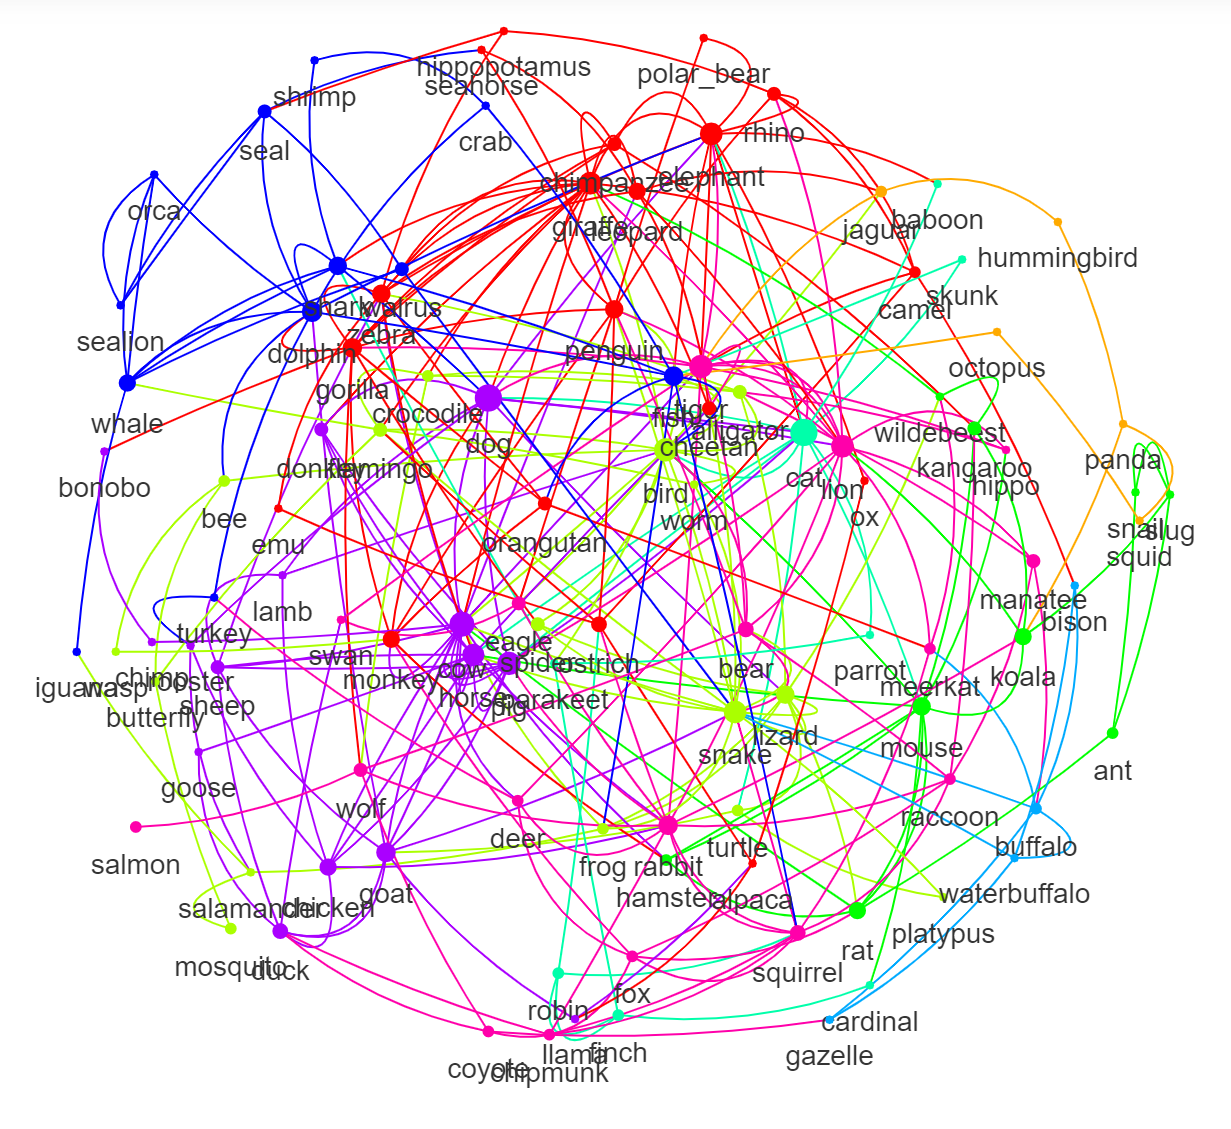 hippopotamus
seahorse
polar_bear
shrimp
rhino
crab
seal
chimpanzee
elephant
orca
baboon
jaguar
giraffe
leopard
hummingbird
skunk
camel
shark
walrus
sealion
zebra
dolphin
penguin
octopus
gorilla
crocodile
fish
tiger
whale
alligator
wildebeest
dog
cheetah
panda
donkey
flamingo
kangaroo
cat
hippo
bonobo
lion
bird
bee
worm
ox
snail
slug
emu
orangutan
squid
manatee
lamb
bison
turkey
eagle
swan
spider
ostrich
cow
bear
parrot
koala
monkey
iguana
wasp
chimp
rooster
meerkat
horse
parakeet
sheep
pig
butterfly
lizard
snake
mouse
ant
goose
wolf
raccoon
deer
turtle
buffalo
salmon
frog
rabbit
goat
hamster
alpaca
waterbuffalo
salamander
chicken
platypus
rat
mosquito
duck
squirrel
fox
robin
cardinal
llama
finch
gazelle
coyote
chipmunk